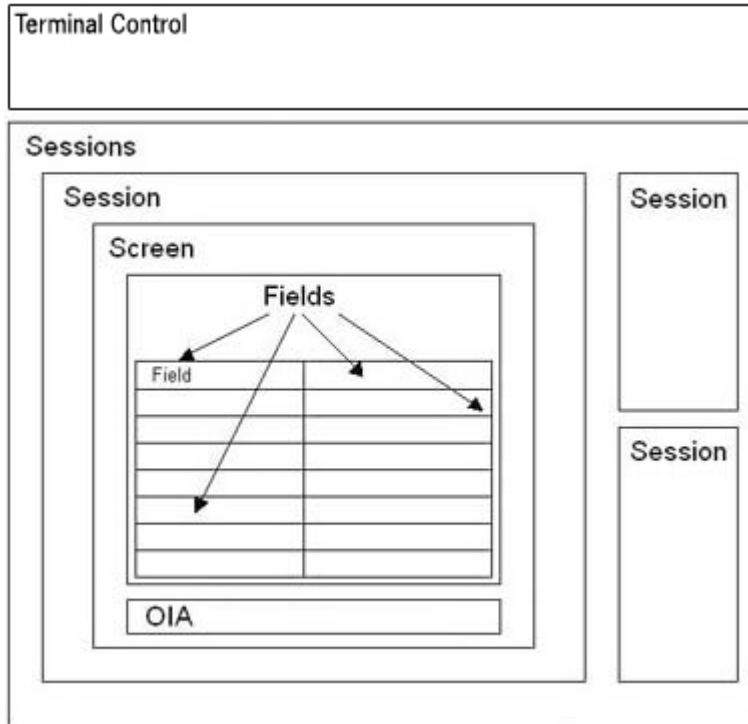 Terminal Control
Sessions
Session
Session
Screen
Fields
Field
OIA
Session